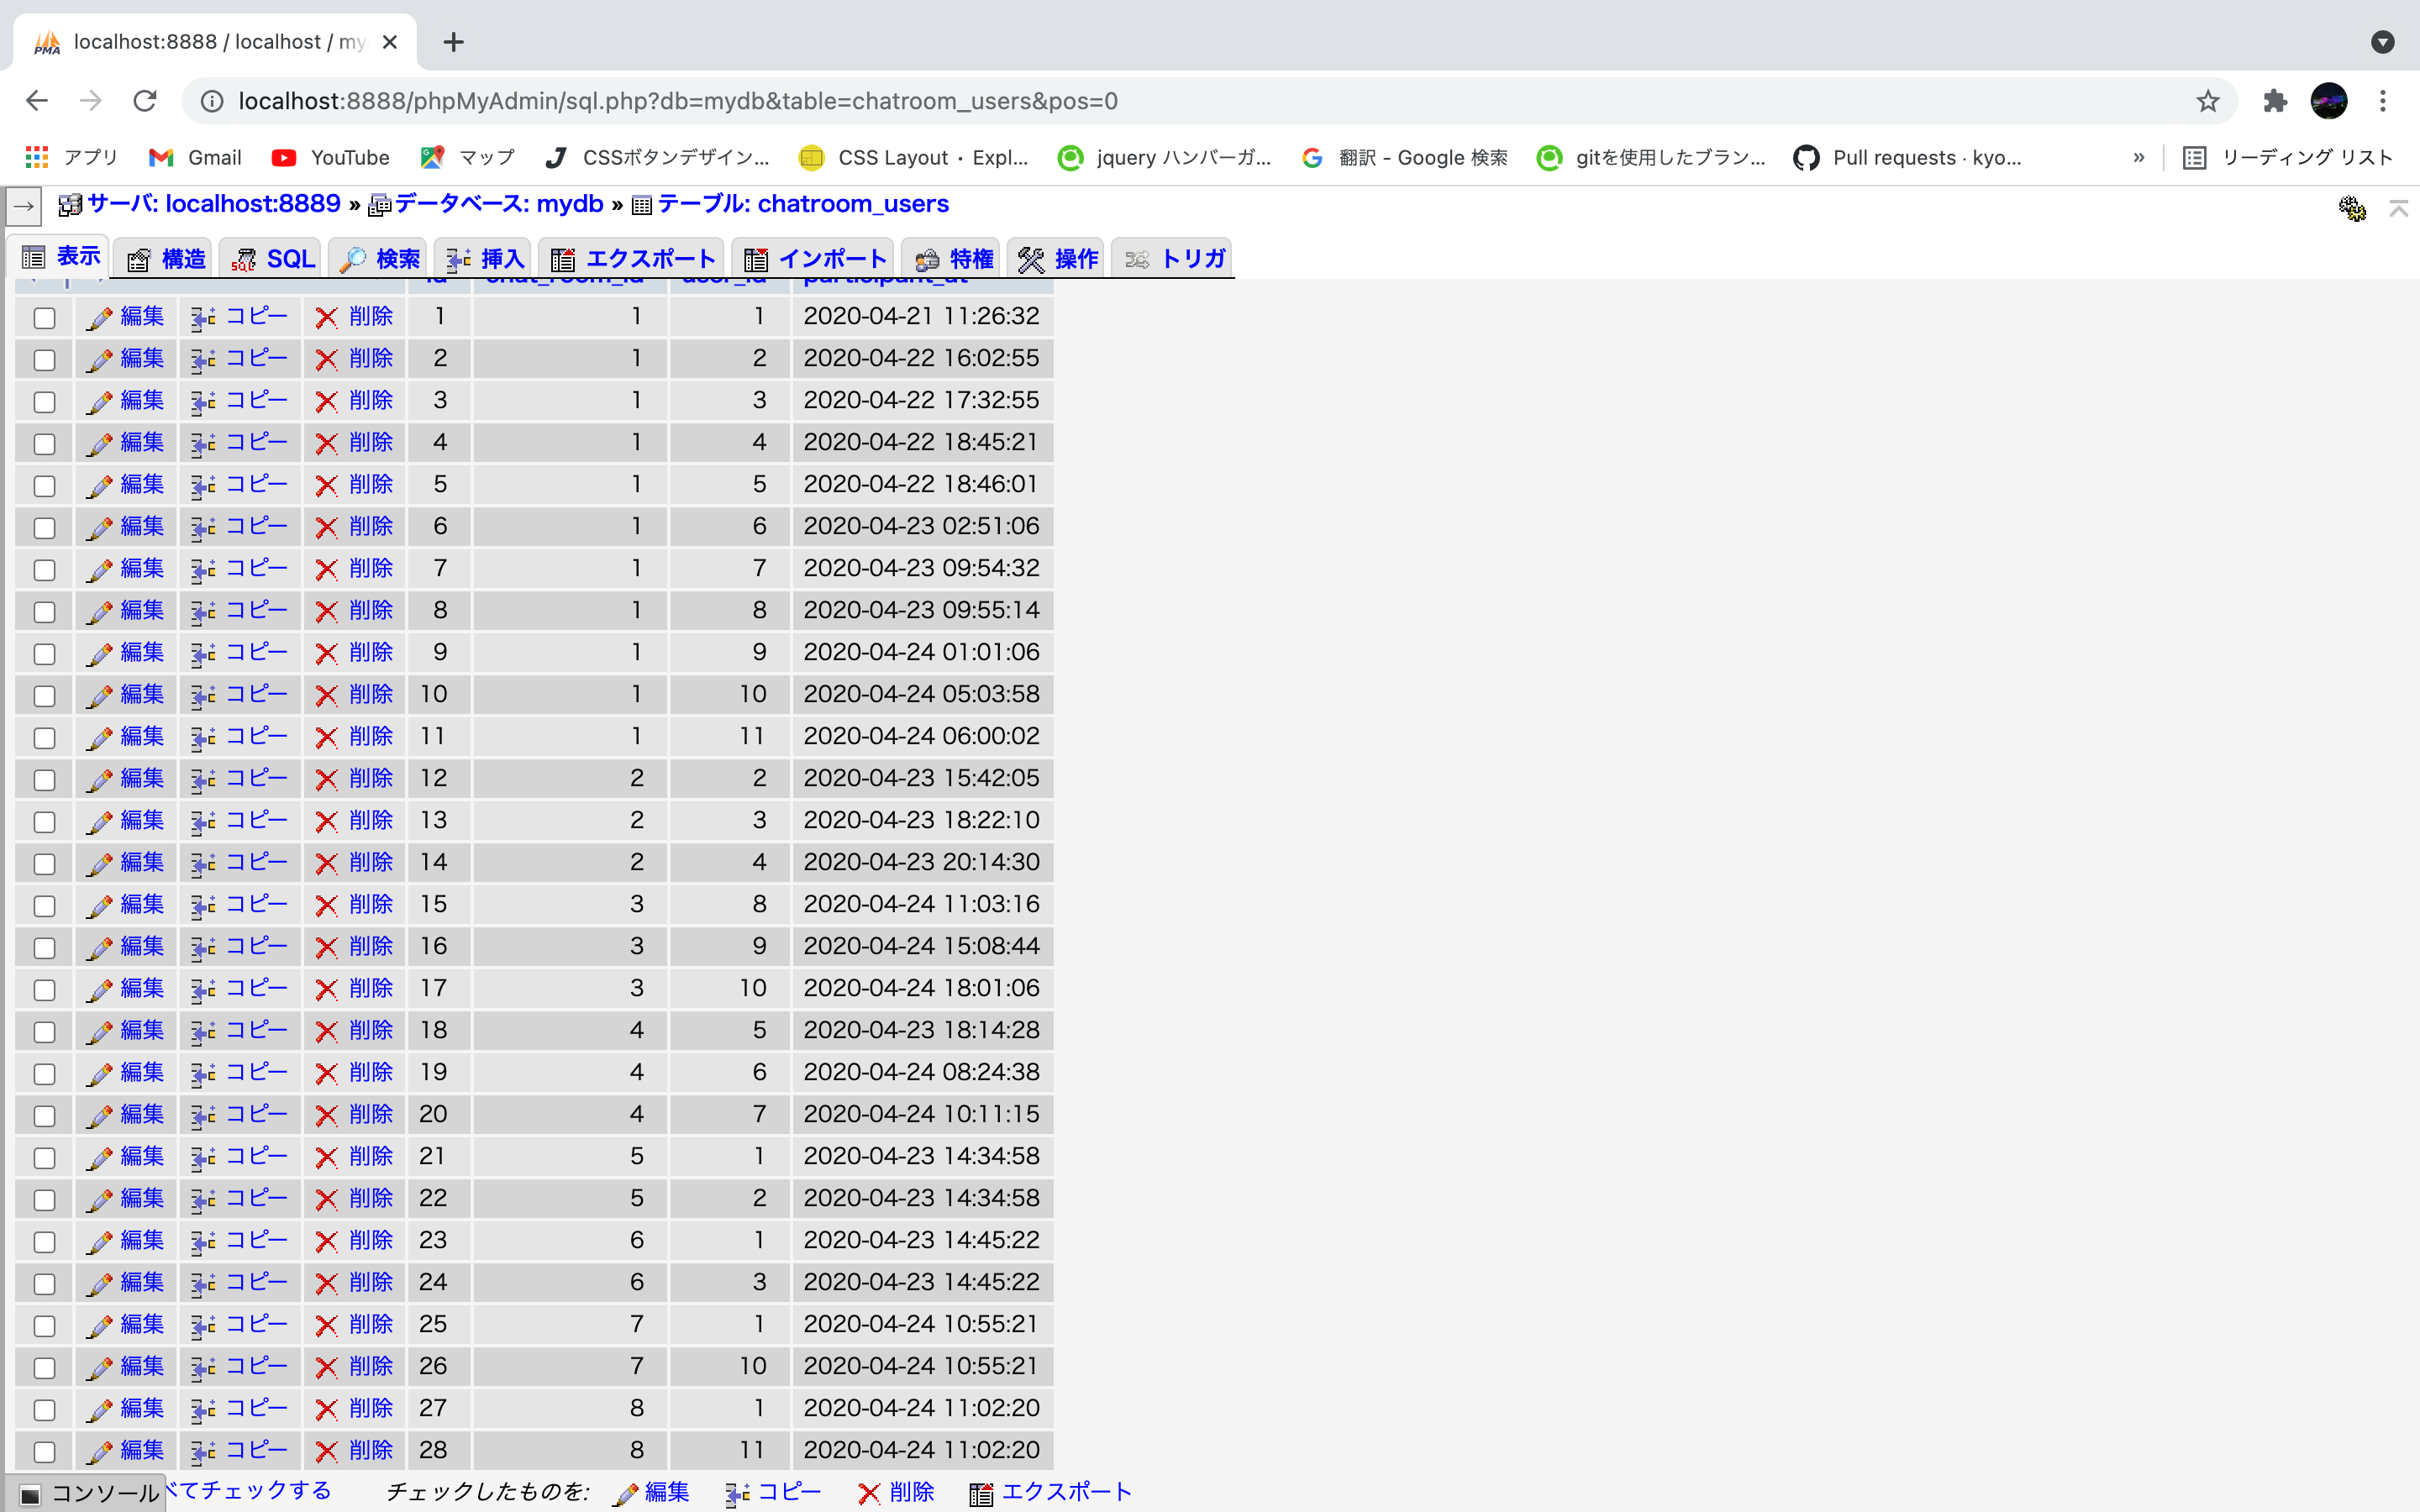 localhost:8888 / localhost / my
localhost:8888/phpMyAdmin/sql.php?db=mydb&table=chatroom_users&pos=0
アプリ Gmail YouTube マップ CSSボタンデザイン... CSS Layout · Expl... jquery ハンバーガ... 翻訳 - Google 検索 gitを使用したブラン... Pull requests · kyo... » リーディング リスト
サーバ: localhost:8889 » データベース: mydb » テーブル: chatroom_users
表示 構造 SQL 検索 挿入 エクスポート インポート 特権 操作 トリガ
id chat_room_id user_id participant_at
編集 コピー 削除 1 1 1 2020-04-21 11:26:32
編集 コピー 削除 2 1 2 2020-04-22 16:02:55
編集 コピー 削除 3 1 3 2020-04-22 17:32:55
編集 コピー 削除 4 1 4 2020-04-22 18:45:21
編集 コピー 削除 5 1 5 2020-04-22 18:46:01
編集 コピー 削除 6 1 6 2020-04-23 02:51:06
編集 コピー 削除 7 1 7 2020-04-23 09:54:32
編集 コピー 削除 8 1 8 2020-04-23 09:55:14
編集 コピー 削除 9 1 9 2020-04-24 01:01:06
編集 コピー 削除 10 1 10 2020-04-24 05:03:58
編集 コピー 削除 11 1 11 2020-04-24 06:00:02
編集 コピー 削除 12 2 2 2020-04-23 15:42:05
編集 コピー 削除 13 2 3 2020-04-23 18:22:10
編集 コピー 削除 14 2 4 2020-04-23 20:14:30
編集 コピー 削除 15 3 8 2020-04-24 11:03:16
編集 コピー 削除 16 3 9 2020-04-24 15:08:44
編集 コピー 削除 17 3 10 2020-04-24 18:01:06
編集 コピー 削除 18 4 5 2020-04-23 18:14:28
編集 コピー 削除 19 4 6 2020-04-24 08:24:38
編集 コピー 削除 20 4 7 2020-04-24 10:11:15
編集 コピー 削除 21 5 1 2020-04-23 14:34:58
編集 コピー 削除 22 5 2 2020-04-23 14:34:58
編集 コピー 削除 23 6 1 2020-04-23 14:45:22
編集 コピー 削除 24 6 3 2020-04-23 14:45:22
編集 コピー 削除 25 7 1 2020-04-24 10:55:21
編集 コピー 削除 26 7 10 2020-04-24 10:55:21
編集 コピー 削除 27 8 1 2020-04-24 11:02:20
編集 コピー 削除 28 8 11 2020-04-24 11:02:20
コンソール べてチェックする チェックしたものを: 編集 コピー 削除 エクスポート